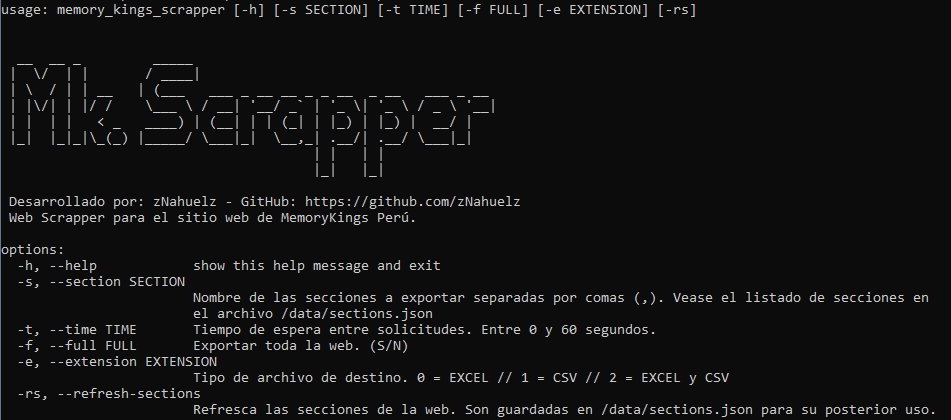 usage: memory_kings_scrapper [-h] [-s SECTION] [-t TIME] [-f FULL] [-e EXTENSION] [-rs]
Mk.Scrapper
Desarrollado por: zNahuelz - GitHub: https://github.com/zNahuelz
Web Scrapper para el sitio web de MemoryKings Perú.
options:
-h, --help show this help message and exit
-s, --section SECTION
Nombre de las secciones a exportar separadas por comas (,). Vease el listado de secciones en
el archivo /data/sections.json
-t, --time TIME Tiempo de espera entre solicitudes. Entre 0 y 60 segundos.
-f, --full FULL Exportar toda la web. (S/N)
-e, --extension EXTENSION
Tipo de archivo de destino. 0 = EXCEL // 1 = CSV // 2 = EXCEL y CSV
-rs, --refresh-sections
Refresca las secciones de la web. Son guardadas en /data/sections.json para su posterior uso.